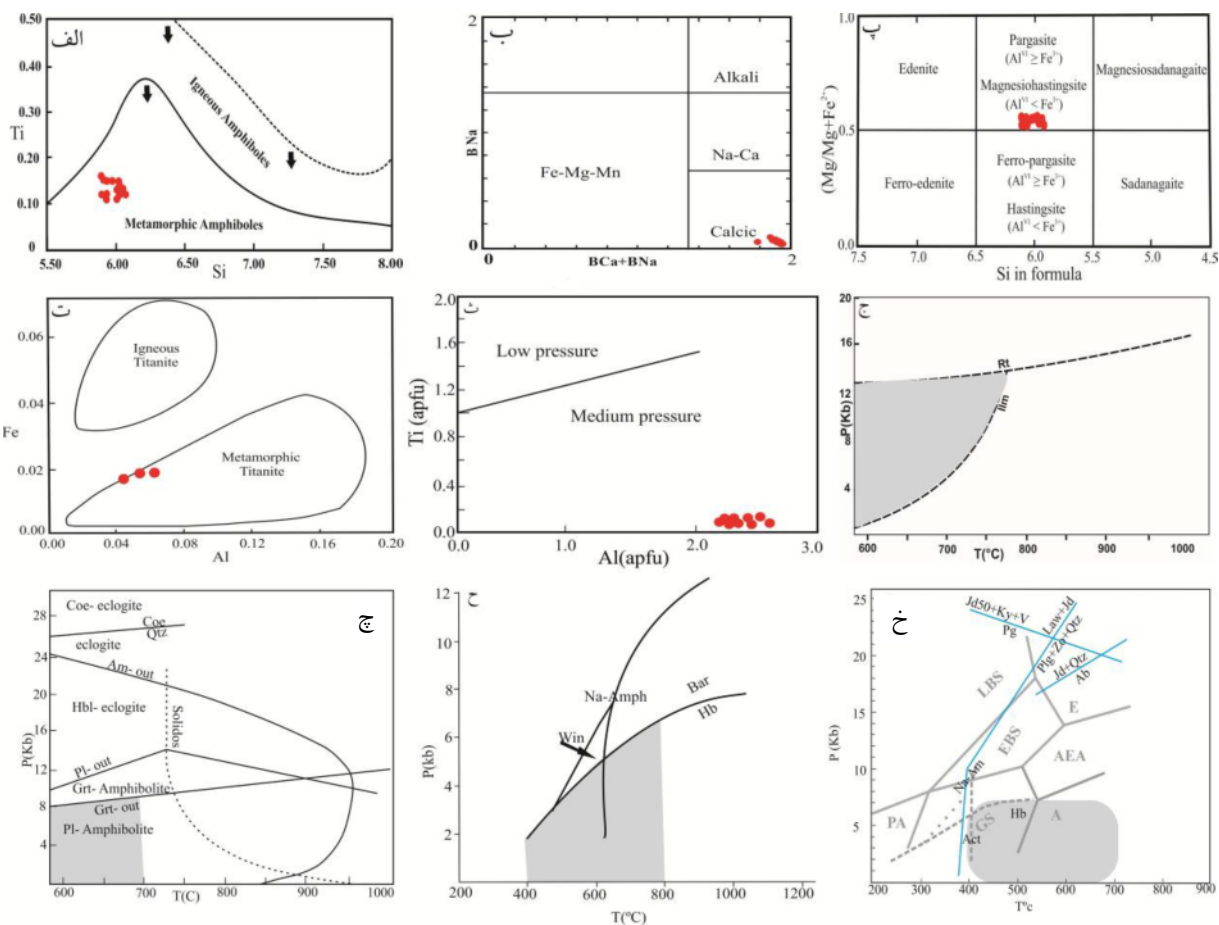 الف
0.50
0.40
0.30
Ti
0.20
0.10
0
5.50
6.00
6.50
7.00
7.50
8.00
Si
Igneous Amphiboles
Metamorphic Amphiboles
ب
2
BNa
0
0
BCa+BNa
2
Alkali
Na-Ca
Fe-Mg-Mn
Calcic
پ
1.0
(Mg/Mg+Fe²⁺)
0.5
0.0
7.5
6.5
6.0
5.5
5.0
4.5
Si in formula
Edenite
Pargasite
(Alⱽᴵ ≥ Fe³⁺)
Magnesiohastingsite
(Alⱽᴵ < Fe³⁺)
Magnesiosadanagaite
Ferro-edenite
Ferro-pargasite
(Alⱽᴵ ≥ Fe³⁺)
Hastingsite
(Alⱽᴵ < Fe³⁺)
Sadanagaite
ت
0.06
0.04
Fe
0.02
0.00
0.00
0.04
0.08
0.12
0.16
0.20
Al
Igneous
Titanite
Metamorphic
Titanite
ث
2.0
1.6
1.2
0.8
0.4
0.0
Ti (apfu)
0.0
1.0
2.0
3.0
Al(apfu)
Low pressure
Medium pressure
ج
20
16
12
8
4
P(Kb)
600
700
800
900
1000
T(°C)
Rt
Ilm
چ
28
24
20
16
12
8
4
P(Kb)
600
700
800
900
1000
T(C)
Coe- eclogite
Coe
Qtz
eclogite
Am- out
Hbl- eclogite
Solidos
Pl- out
Grt- Amphibolite
Grt- out
Pl- Amphibolite
ح
12
10
8
6
4
2
P(kb)
200
400
600
800
1000
T(ºC)
Na-Amph
Bar
Hb
Win
خ
25
20
15
10
5
P (Kb)
200
300
400
500
600
700
800
900
Tºc
Jd50+Ky+V
Pg
Law+Jd
Plg+Zo+Qtz
Jd+Qtz
Ab
LBS
E
EBS
AEA
Na-Am
PA
GS
Hb
A
Act